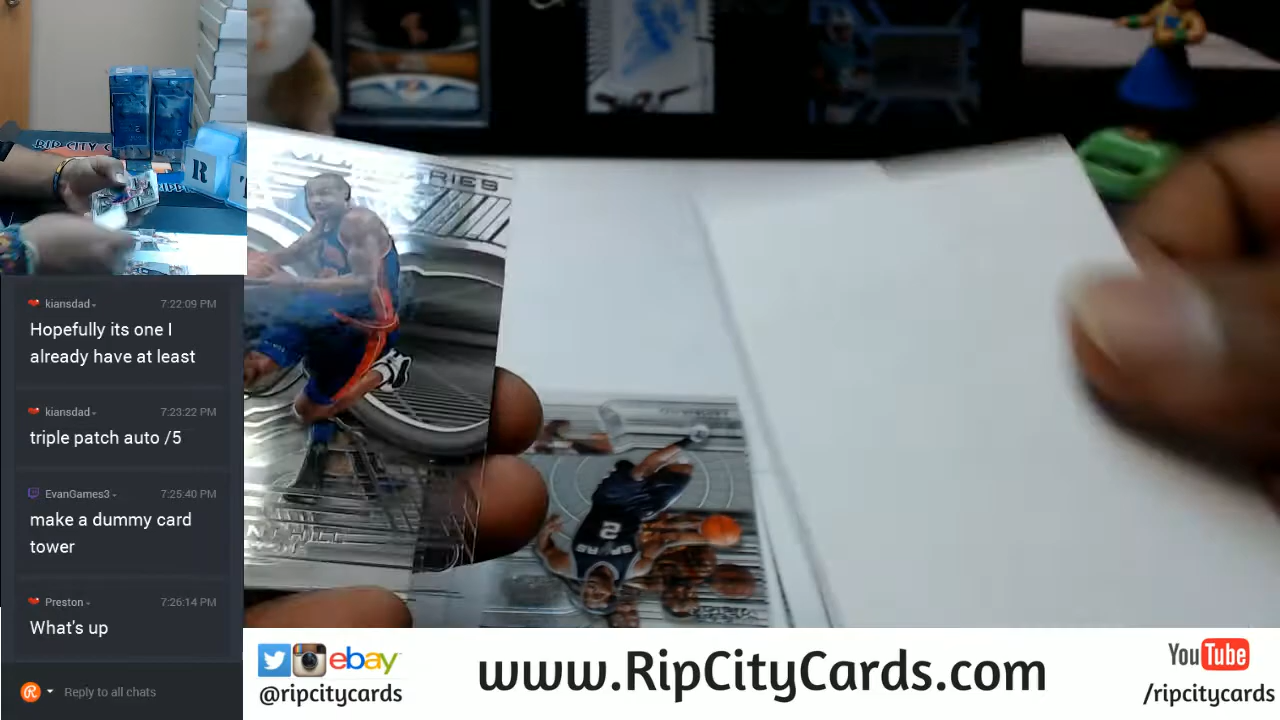 kiansdad
7:22:09 PM
Hopefully its one I
already have at least
kiansdad
7:23:22 PM
triple patch auto /5
EvanGames3
7:25:40 PM
make a dummy card
tower
Preston
7:26:14 PM
What's up
Reply to all chats
R
2
SPURS
ebay
@ripcitycards
www.RipCityCards.com
YouTube
/ripcitycards